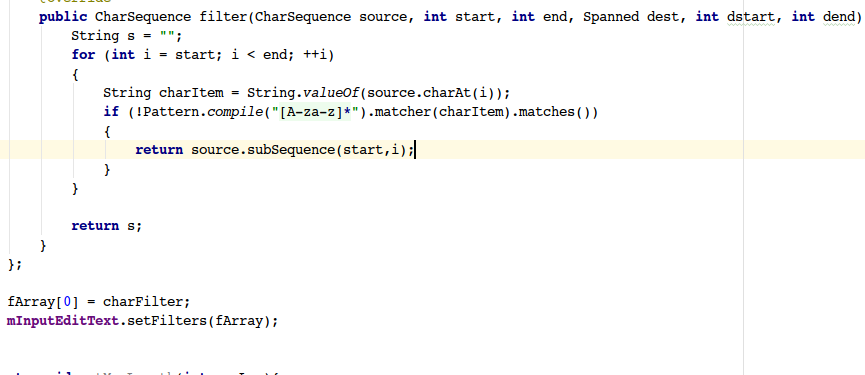 public CharSequence filter(CharSequence source, int start, int end, Spanned dest, int dstart, int dend)
String s = "";
for (int i = start; i < end; ++i)
{
String charItem = String.valueOf(source.charAt(i));
if (!Pattern.compile("[A-za-z]*").matcher(charItem).matches())
{
return source.subSequence(start,i);
}
}
return s;
}
};
fArray[0] = charFilter;
mInputEditText.setFilters(fArray);